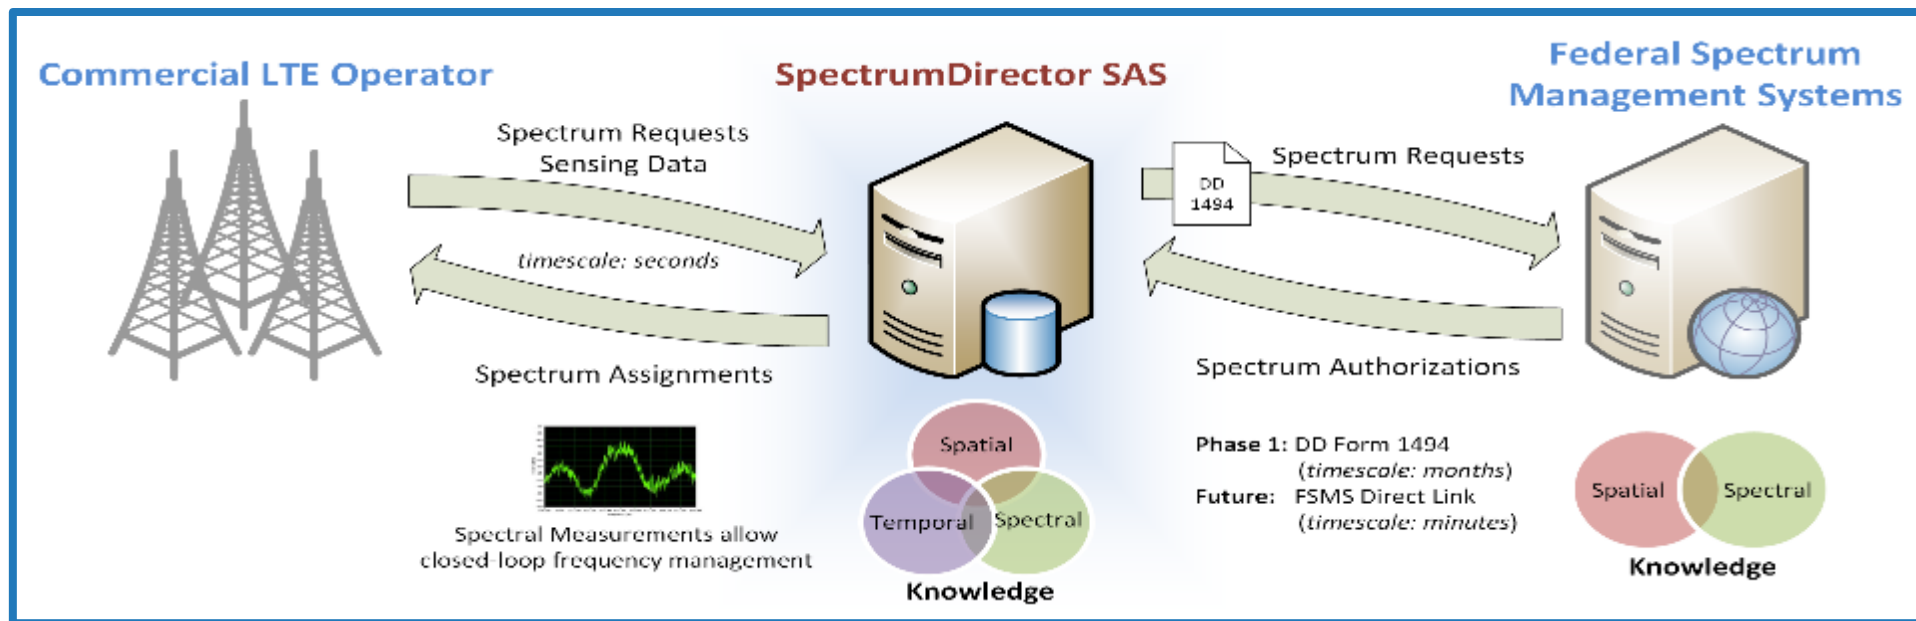 Commercial LTE Operator
SpectrumDirector SAS
Federal Spectrum
Management Systems
Spectrum Requests
Sensing Data
timescale: seconds
Spectrum Assignments
DD
1494
Spectrum Requests
Spectrum Authorizations
Spectral Measurements allow
closed-loop frequency management
Spatial
Temporal
Spectral
Knowledge
Phase 1: DD Form 1494
(timescale: months)
Future: FSMS Direct Link
(timescale: minutes)
Spatial
Spectral
Knowledge